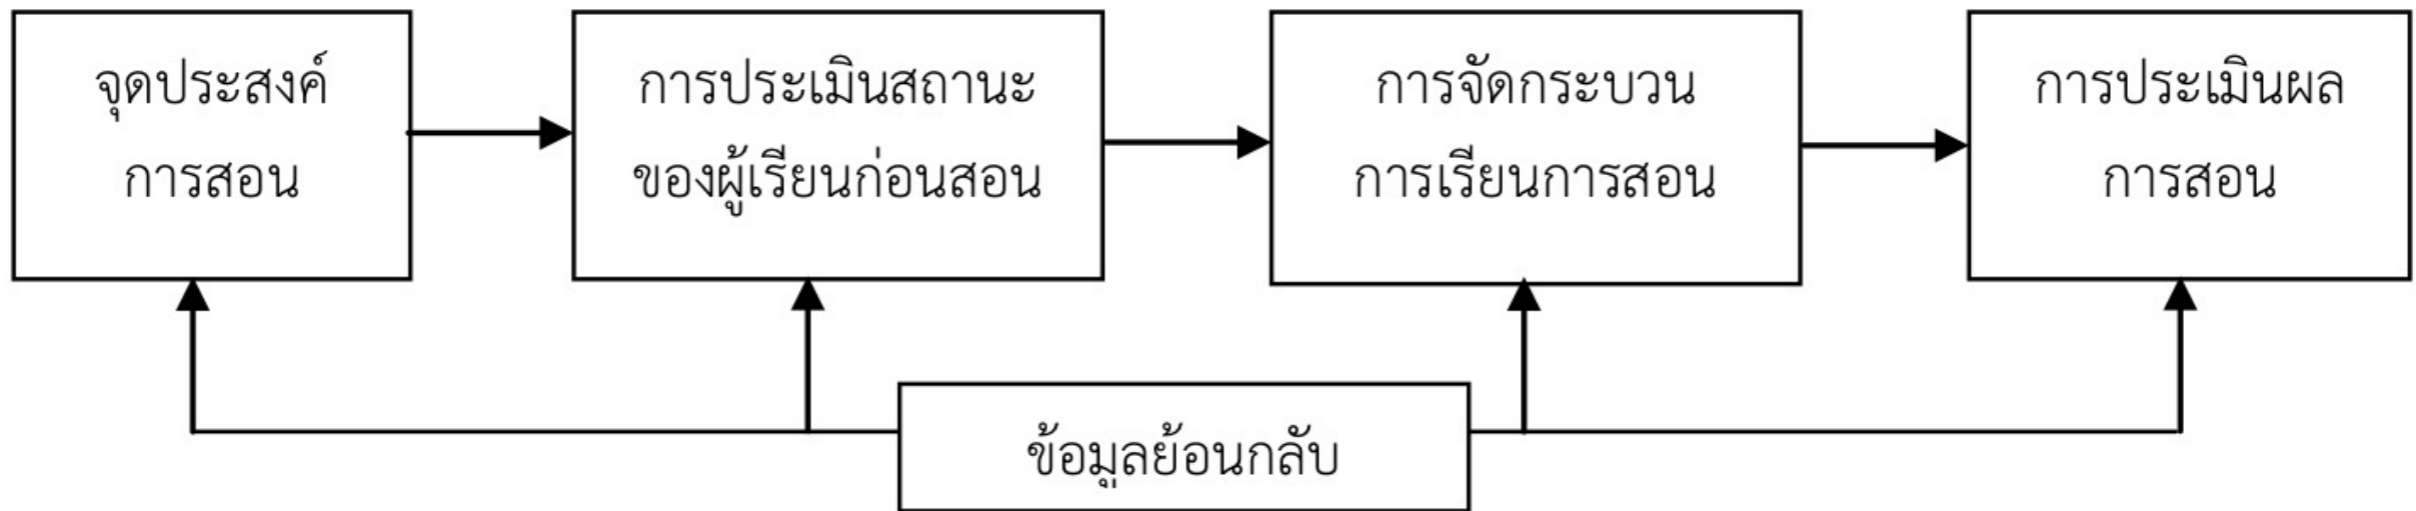 จุดประสงค์
การสอน
การประเมินสถานะ
ของผู้เรียนก่อนสอน
การจัดกระบวน
การเรียนการสอน
การประเมินผล
การสอน
ข้อมูลย้อนกลับ